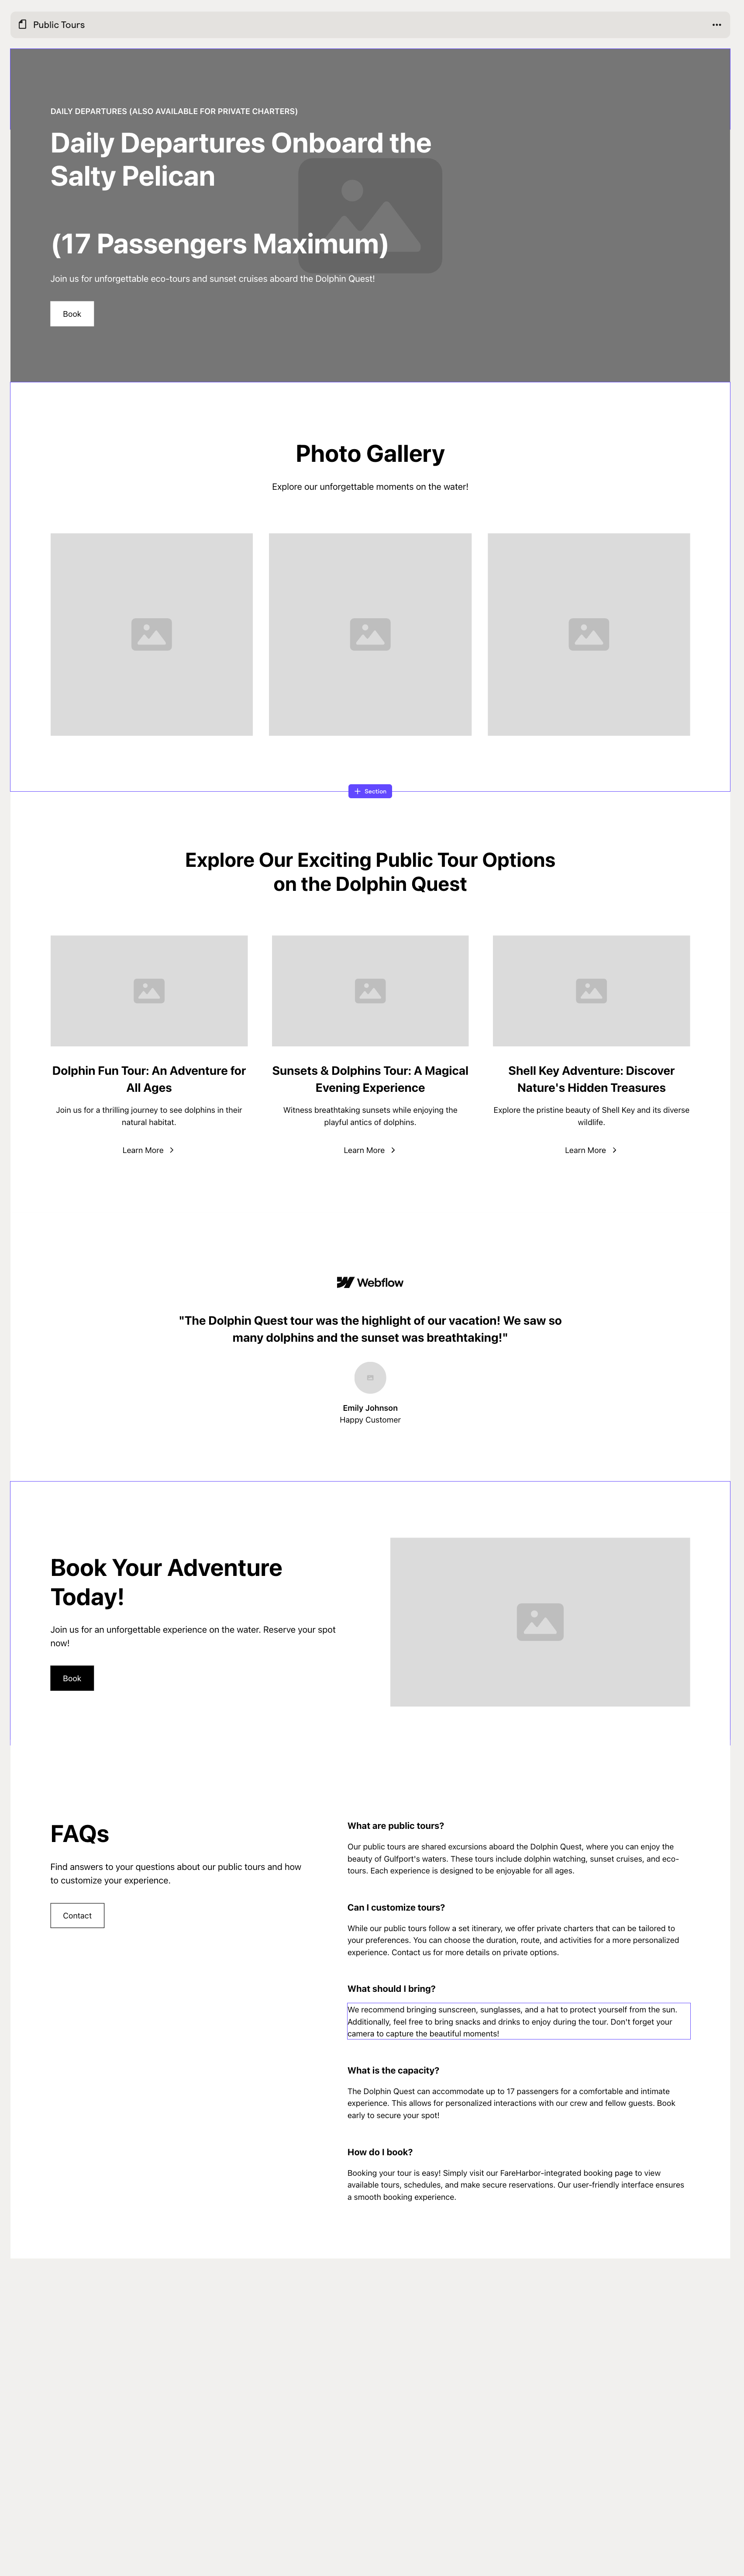 Public Tours
DAILY DEPARTURES (ALSO AVAILABLE FOR PRIVATE CHARTERS)
Daily Departures Onboard the
Salty Pelican
(17 Passengers Maximum)
Join us for unforgettable eco-tours and sunset cruises aboard the Dolphin Quest!
Book
Photo Gallery
Explore our unforgettable moments on the water!
Section
Explore Our Exciting Public Tour Options
on the Dolphin Quest
Dolphin Fun Tour: An Adventure for
All Ages
Join us for a thrilling journey to see dolphins in their
natural habitat.
Learn More
Sunsets & Dolphins Tour: A Magical
Evening Experience
Witness breathtaking sunsets while enjoying the
playful antics of dolphins.
Learn More
Shell Key Adventure: Discover
Nature's Hidden Treasures
Explore the pristine beauty of Shell Key and its diverse
wildlife.
Learn More
Webflow
"The Dolphin Quest tour was the highlight of our vacation! We saw so
many dolphins and the sunset was breathtaking!"
Emily Johnson
Happy Customer
Book Your Adventure
Today!
Join us for an unforgettable experience on the water. Reserve your spot
now!
Book
FAQs
Find answers to your questions about our public tours and how
to customize your experience.
Contact
What are public tours?
Our public tours are shared excursions aboard the Dolphin Quest, where you can enjoy the
beauty of Gulfport's waters. These tours include dolphin watching, sunset cruises, and eco-
tours. Each experience is designed to be enjoyable for all ages.
Can I customize tours?
While our public tours follow a set itinerary, we offer private charters that can be tailored to
your preferences. You can choose the duration, route, and activities for a more personalized
experience. Contact us for more details on private options.
What should I bring?
We recommend bringing sunscreen, sunglasses, and a hat to protect yourself from the sun.
Additionally, feel free to bring snacks and drinks to enjoy during the tour. Don't forget your
camera to capture the beautiful moments!
What is the capacity?
The Dolphin Quest can accommodate up to 17 passengers for a comfortable and intimate
experience. This allows for personalized interactions with our crew and fellow guests. Book
early to secure your spot!
How do I book?
Booking your tour is easy! Simply visit our FareHarbor-integrated booking page to view
available tours, schedules, and make secure reservations. Our user-friendly interface ensures
a smooth booking experience.